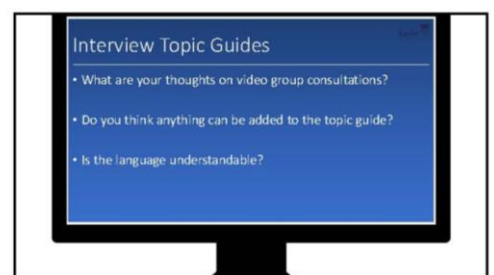 Interview Topic Guides
• What are your thoughts on video group consultations?
• Do you think anything can be added to the topic guide?
• Is the language understandable?